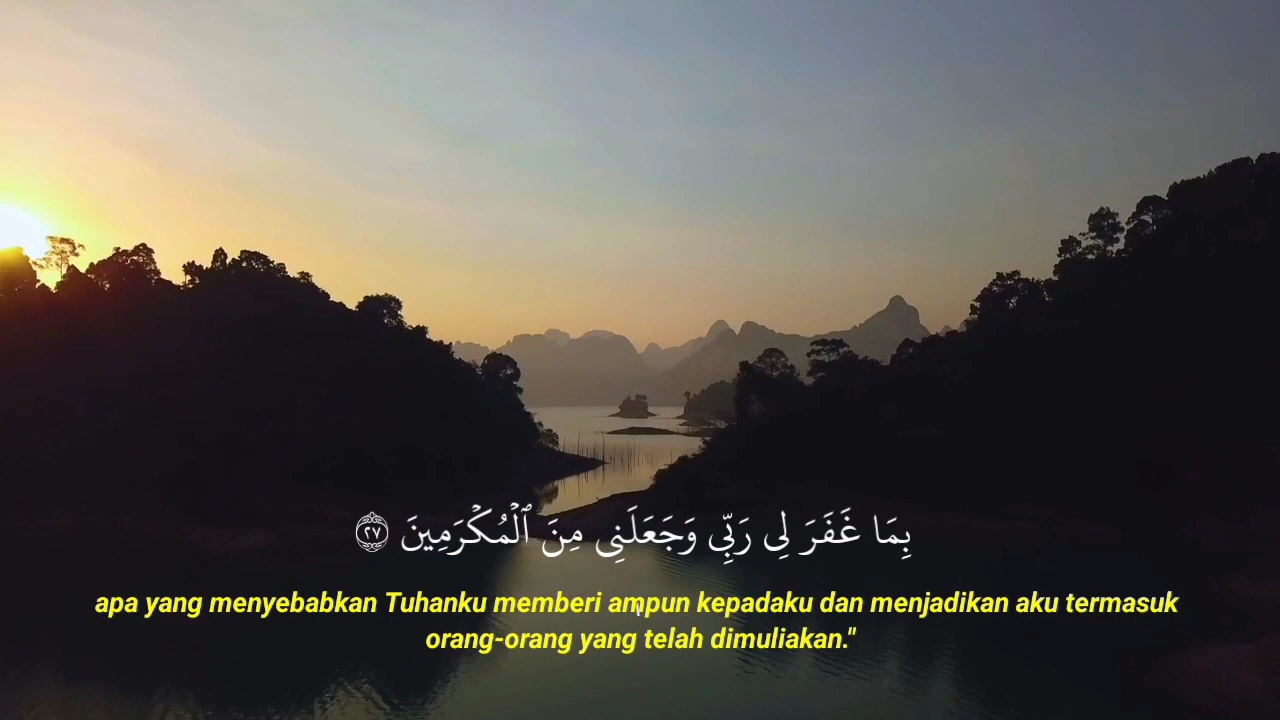 بِمَا غَفَرَ لِى رَبِّى وَجَعَلَنِى مِنَ ٱلْمُكْرَمِينَ ٢٧
apa yang menyebabkan Tuhanku memberi ampun kepadaku dan menjadikan aku termasuk
orang-orang yang telah dimuliakan."